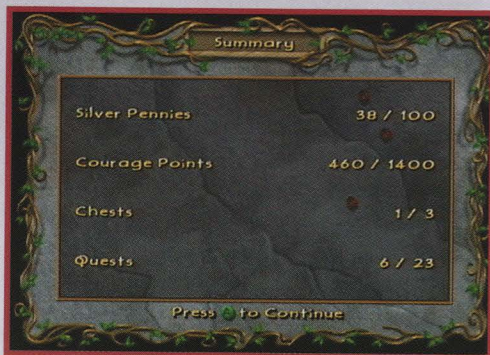 Summary
Silver Pennies 38 / 100
Courage Points 460 / 1400
Chests 1 / 3
Quests 6 / 23
Press to Continue